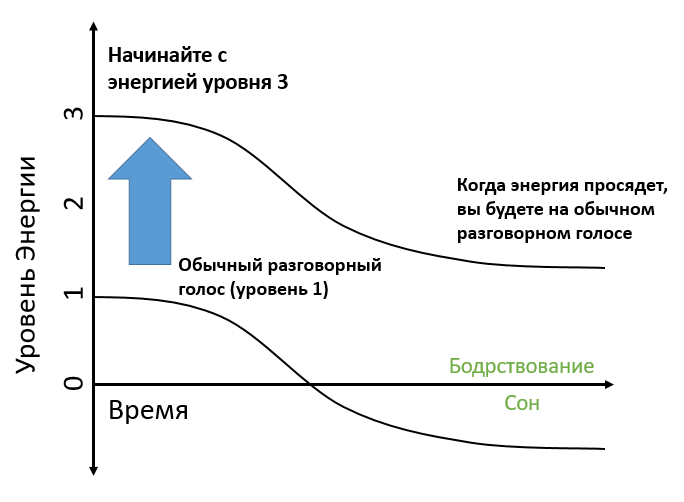 Начинайте с
энергией уровня 3
3
Когда энергия просядет,
вы будете на обычном
разговорном голосе
2
Уровень Энергии
Обычный разговорный
голос (уровень 1)
1
Бодрствование
0
Сон
Время